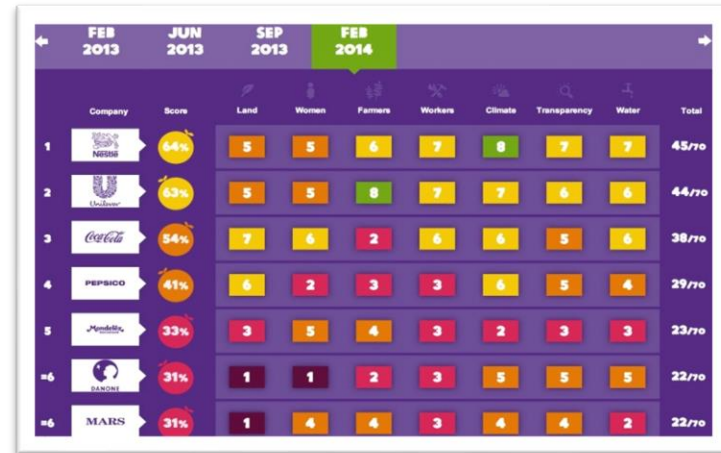 FEB 2013 JUN 2013 SEP 2013 FEB 2014
Company Score Land Women Farmers Workers Climate Transparency Water Total
1 Nestlé 64% 5 5 6 7 8 7 7 45/70
2 Unilever 63% 5 5 8 7 7 6 6 44/70
3 Coca-Cola 54% 7 6 2 6 6 5 6 38/70
4 PEPSICO 41% 6 2 3 3 6 5 4 29/70
5 Mondelēz 33% 3 5 4 3 2 3 3 23/70
=6 DANONE 31% 1 1 2 3 5 5 5 22/70
=6 MARS 31% 1 4 4 3 4 4 2 22/70